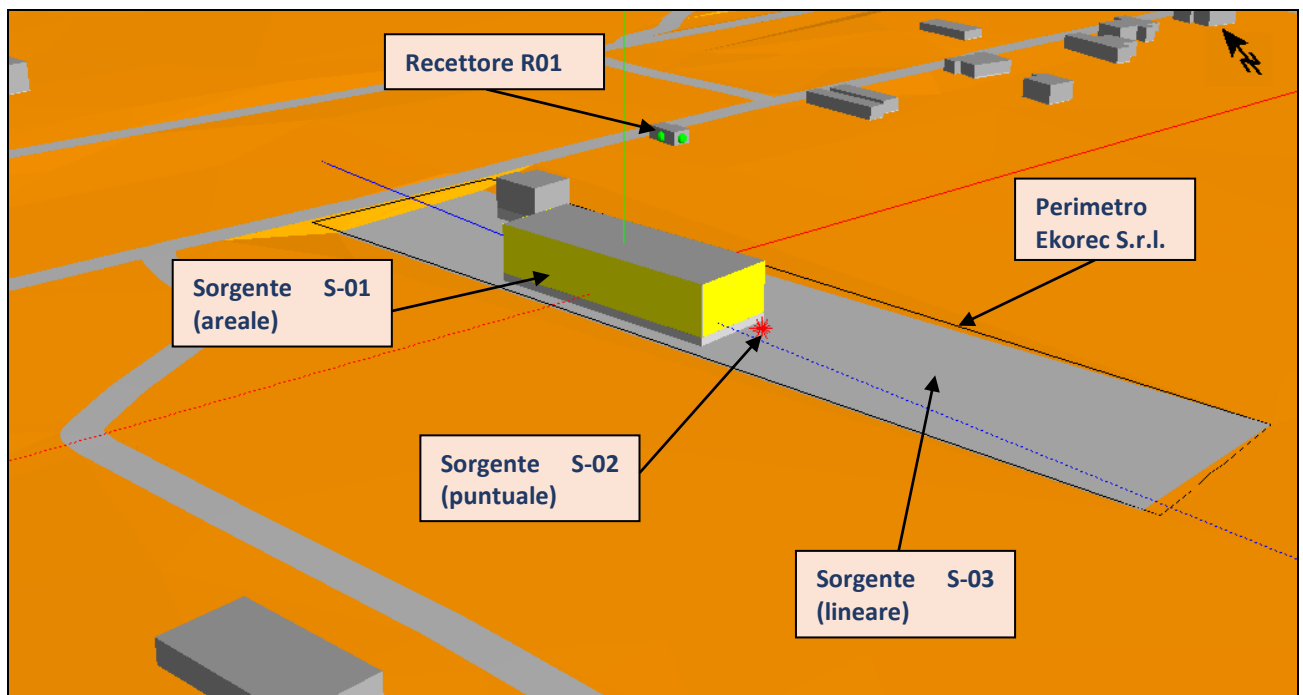 Recettore R01
N
Perimetro
Ekorec S.r.l.
Sorgente S-01
(areale)
Sorgente S-02
(puntuale)
Sorgente S-03
(lineare)